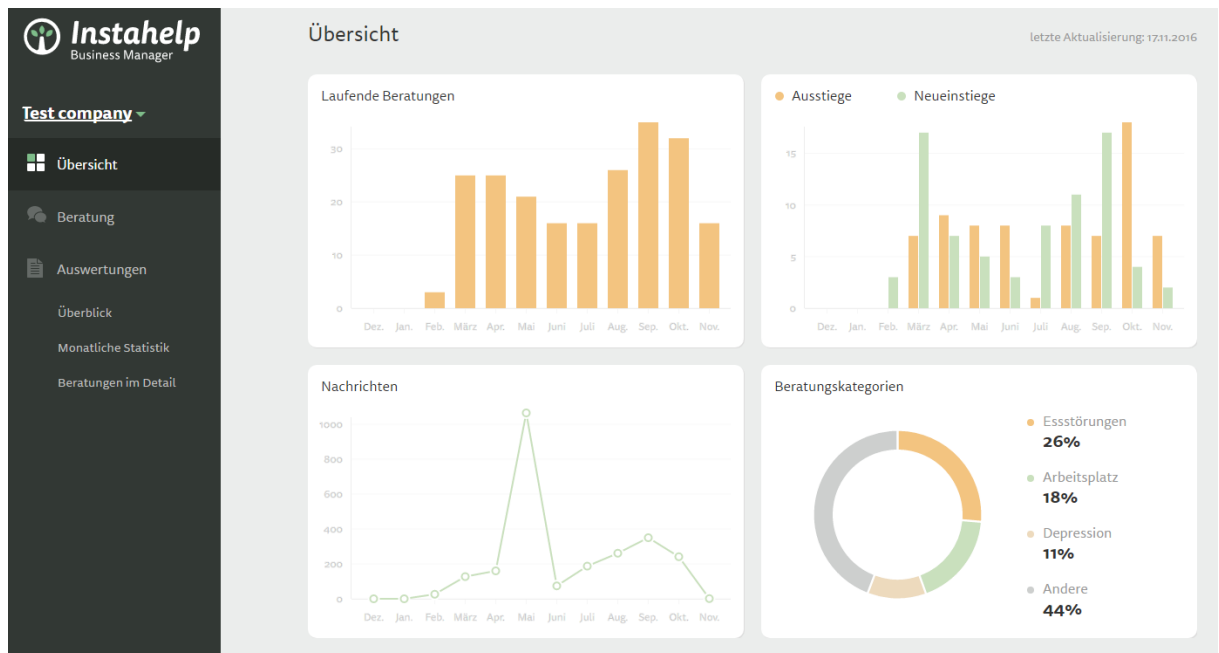 Instahelp
Business Manager
Test company
Übersicht
Beratung
Auswertungen
Überblick
Monatliche Statistik
Beratungen im Detail
Übersicht
letzte Aktualisierung: 17.11.2016
Laufende Beratungen
30
20
10
0
Dez. Jan. Feb. März Apr. Mai Juni Juli Aug. Sep. Okt. Nov.
Ausstiege Neueinstiege
15
10
5
0
Dez. Jan. Feb. März Apr. Mai Juni Juli Aug. Sep. Okt. Nov.
Nachrichten
1000
800
600
400
200
0
Dez. Jan. Feb. März Apr. Mai Juni Juli Aug. Sep. Okt. Nov.
Beratungskategorien
Essstörungen
26%
Arbeitsplatz
18%
Depression
11%
Andere
44%